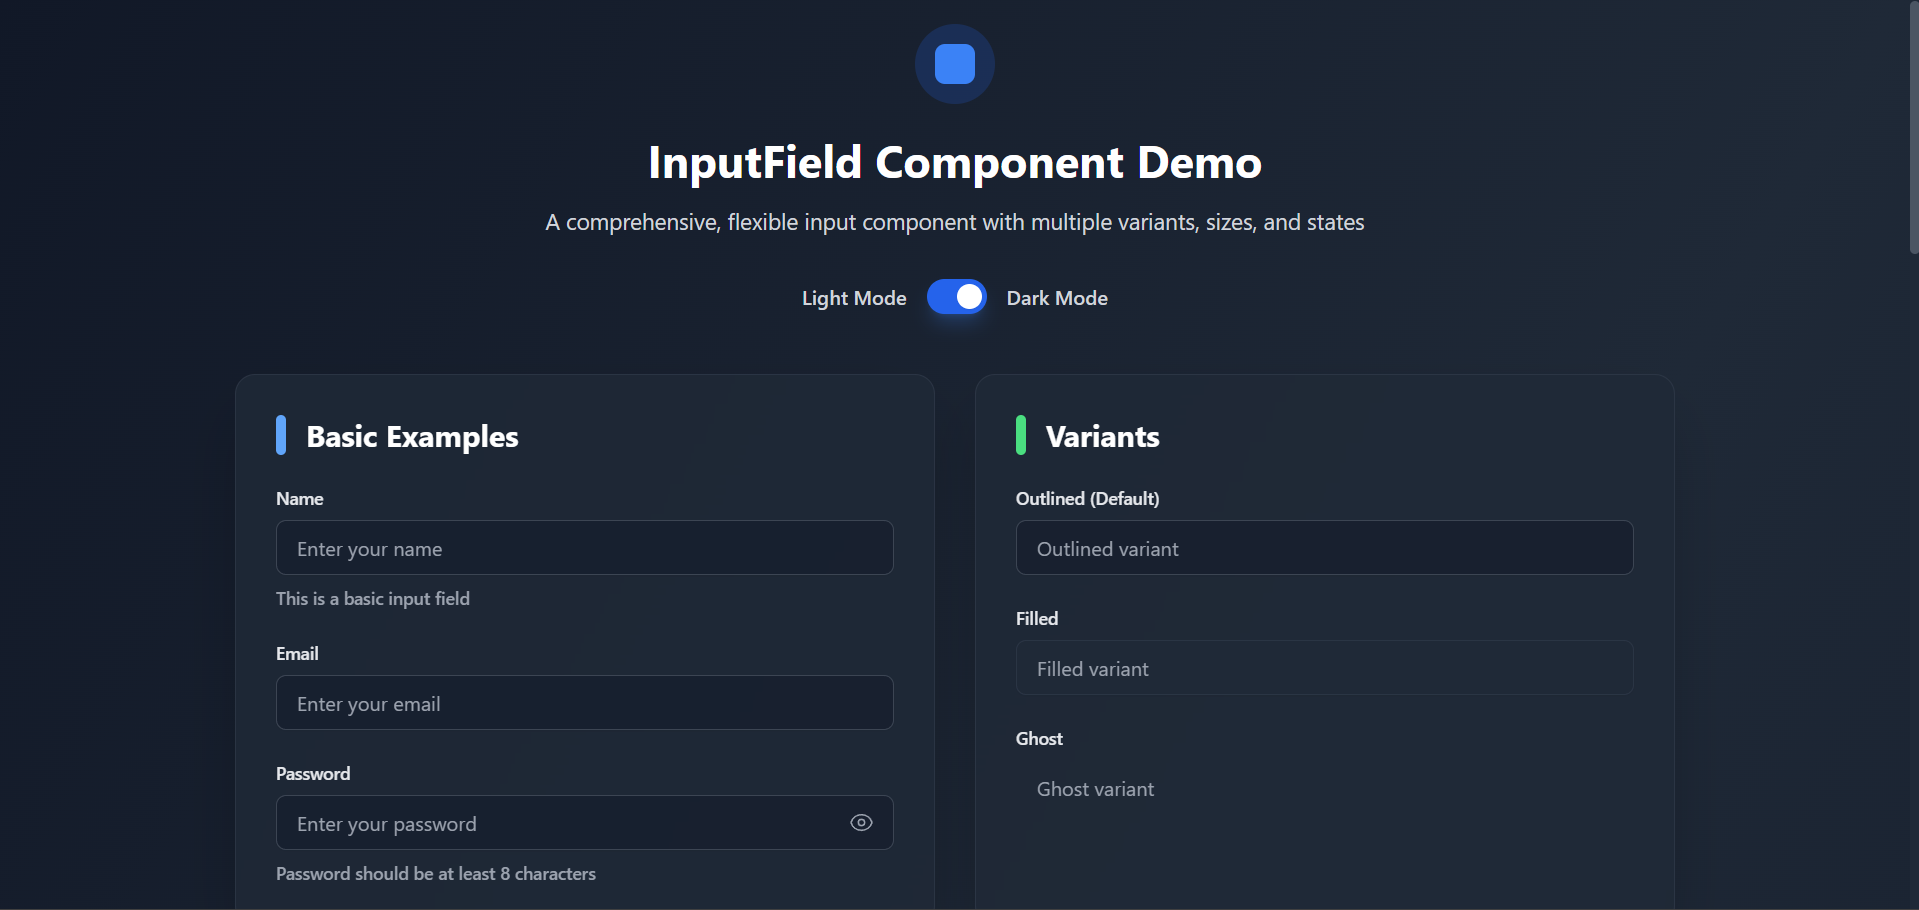 InputField Component Demo
A comprehensive, flexible input component with multiple variants, sizes, and states
Light Mode
Dark Mode
Basic Examples
Name
Enter your name
This is a basic input field
Email
Enter your email
Password
Enter your password
Password should be at least 8 characters
Variants
Outlined (Default)
Outlined variant
Filled
Filled variant
Ghost
Ghost variant